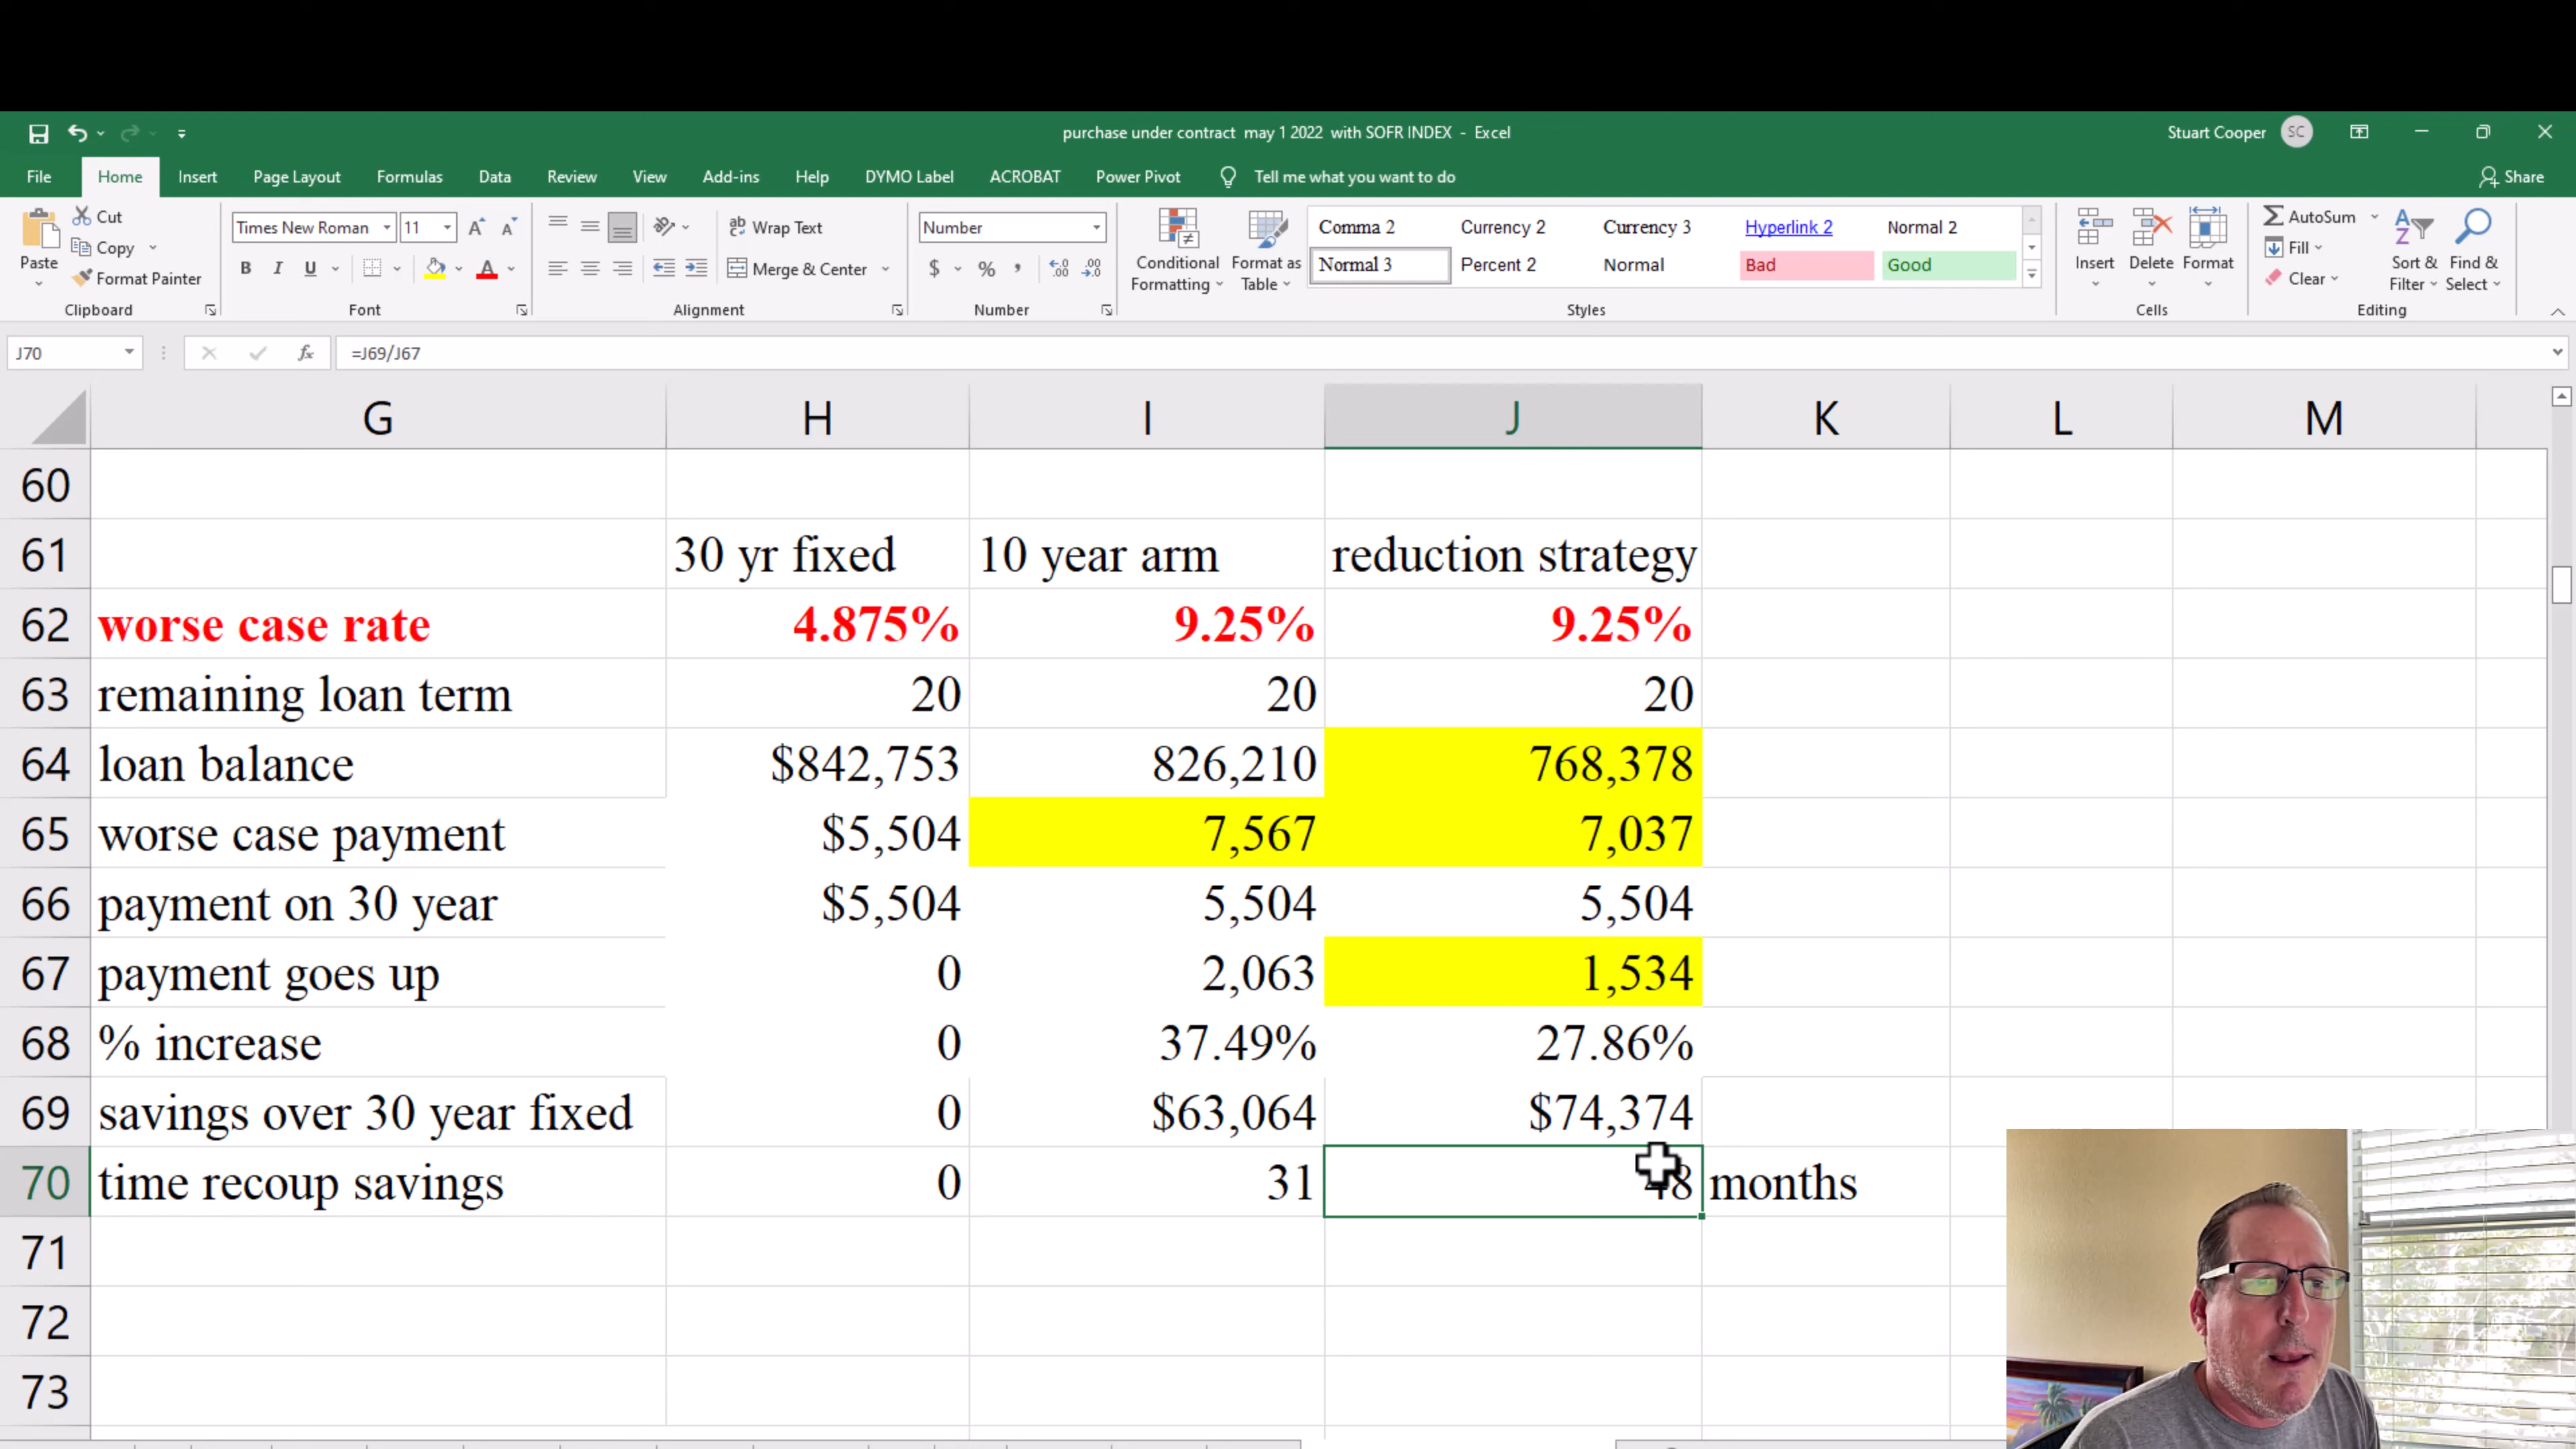 purchase under contract may 1 2022 with SOFR INDEX - Excel
Stuart Cooper SC
File Home Insert Page Layout Formulas Data Review View Add-ins Help DYMO Label ACROBAT Power Pivot Tell me what you want to do Share
Paste
Cut
Copy
Format Painter
Clipboard
Times New Roman 11
B I U A
Font
ab Wrap Text
Merge & Center
Alignment
Number
$ % ,
Number
Conditional Formatting
Format as Table
Comma 2 Currency 2 Currency 3 Hyperlink 2 Normal 2
Normal 3 Percent 2 Normal Bad Good
Styles
Insert Delete Format
Cells
AutoSum
Fill
Clear
Sort & Filter
Find & Select
Editing
J70 fx =J69/J67
G H I J K L M
60
61 30 yr fixed 10 year arm reduction strategy
62 worse case rate 4.875% 9.25% 9.25%
63 remaining loan term 20 20 20
64 loan balance $842,753 826,210 768,378
65 worse case payment $5,504 7,567 7,037
66 payment on 30 year $5,504 5,504 5,504
67 payment goes up 0 2,063 1,534
68 % increase 0 37.49% 27.86%
69 savings over 30 year fixed 0 $63,064 $74,374
70 time recoup savings 0 31 48 months
71
72
73